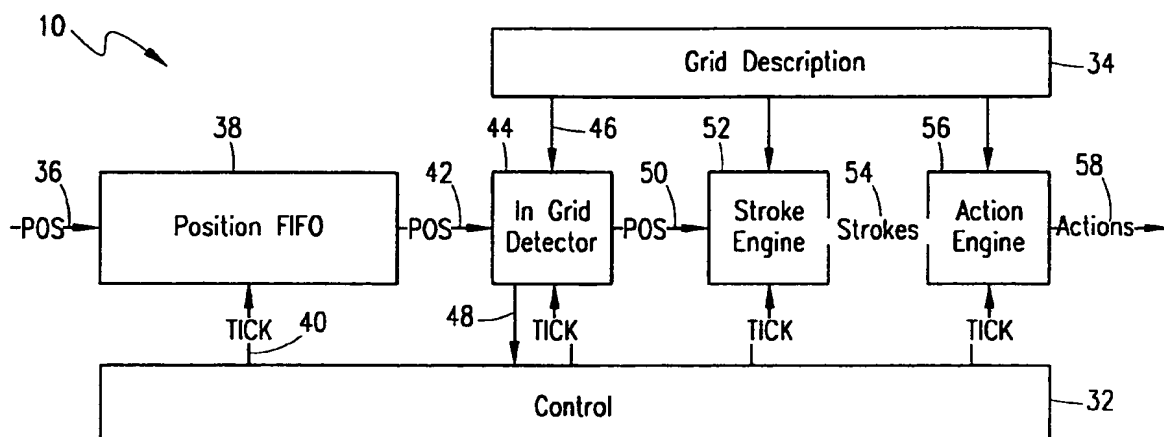 10
Grid Description
34
38
44
46
52
56
36
42
50
54
58
POS
Position FIFO
POS
In Grid
Detector
POS
Stroke
Engine
Strokes
Action
Engine
Actions
TICK
40
48
TICK
TICK
TICK
Control
32